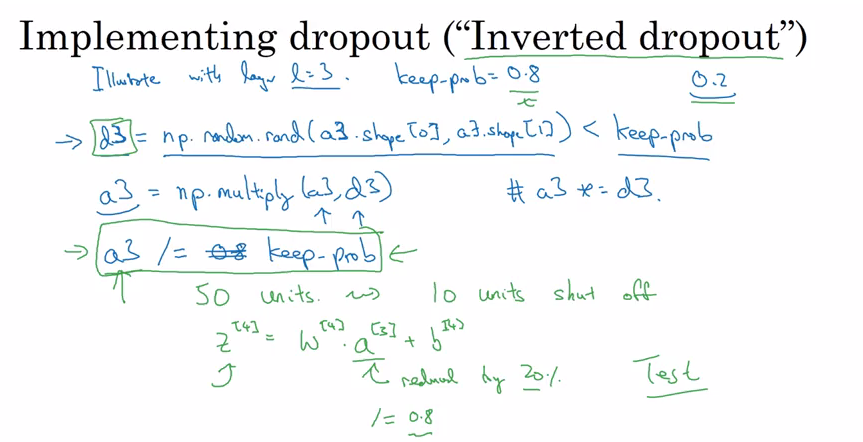 Implementing dropout (“Inverted dropout”)
Illustrate with layer l=3. keep-prob = 0.8 0.2
x
→ d3 = np.random.rand(a3.shape[0], a3.shape[1]) < keep-prob
a3 = np.multiply(a3, d3) # a3 *= d3.
→ a3 /= 0.8 keep-prob ←
50 units. ⇝ 10 units shut off
z[4] = W[4] · a[3] + b[4]
reduced by 20%. Test
/= 0.8